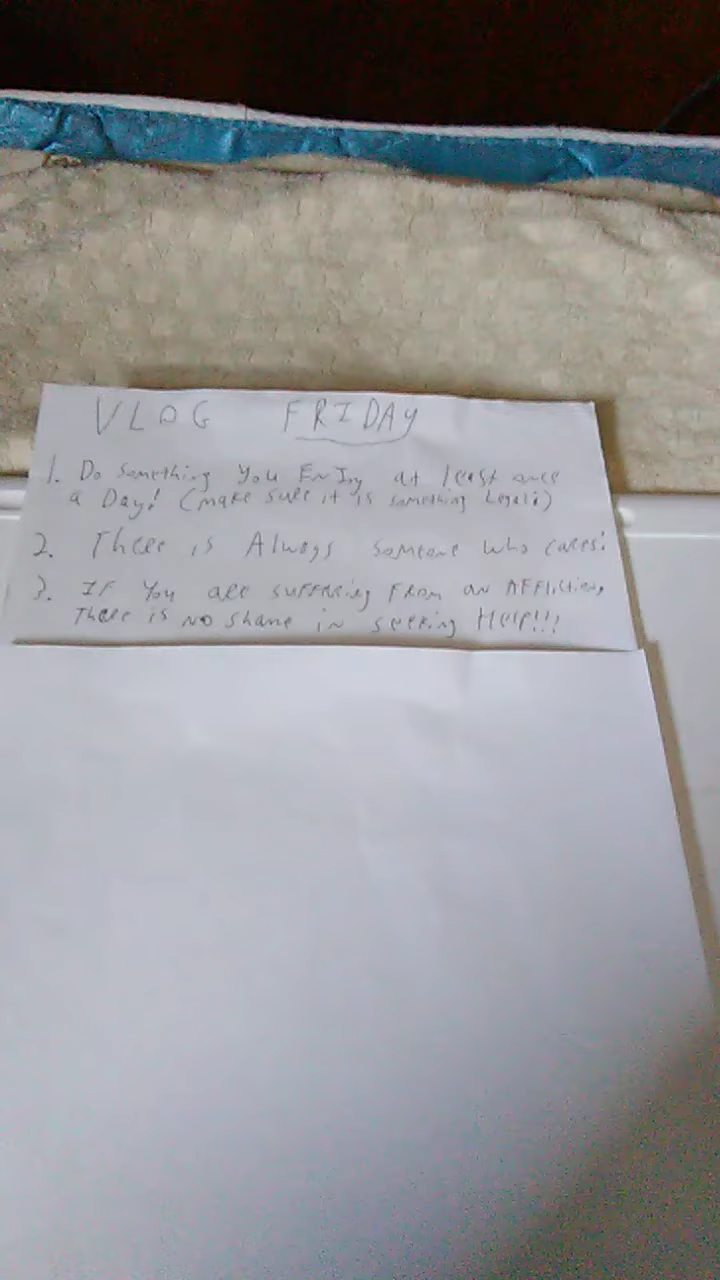 VLOG FRIDAY
1. Do Something You Enjoy at least once
a Day! (make sure it is something Legal!)
2. There is Always someone who cares!
3. If You are suffering From an Affliction,
There is no shame in seeking Help!!!